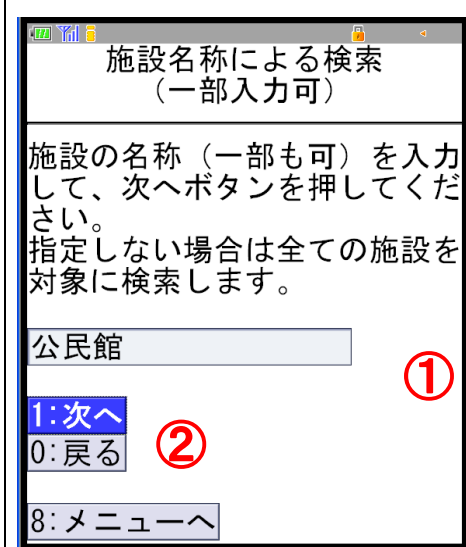 施設名称による検索
（一部入力可）
施設の名称（一部も可）を入力
して、次へボタンを押してくだ
さい。
指定しない場合は全ての施設を
対象に検索します。
公民館
①
1:次へ
0:戻る
②
8:メニューへ